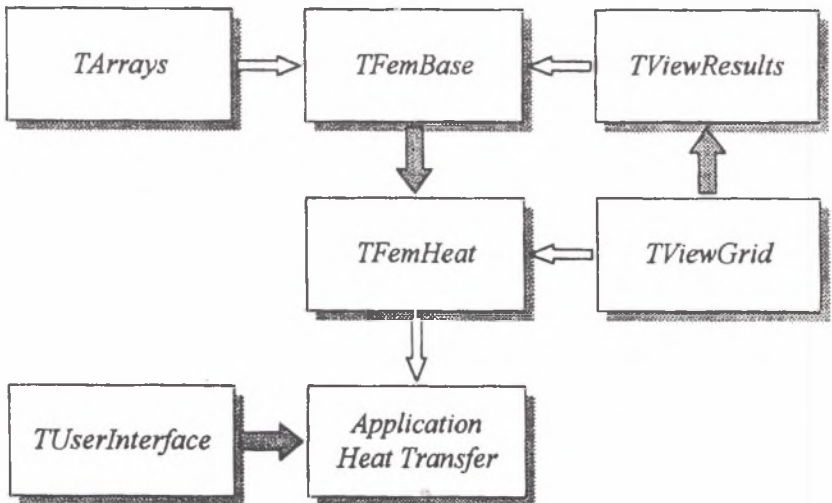 TArrays
TFemBase
TViewResults
TFemHeat
TViewGrid
TUserInterface
Application
Heat Transfer